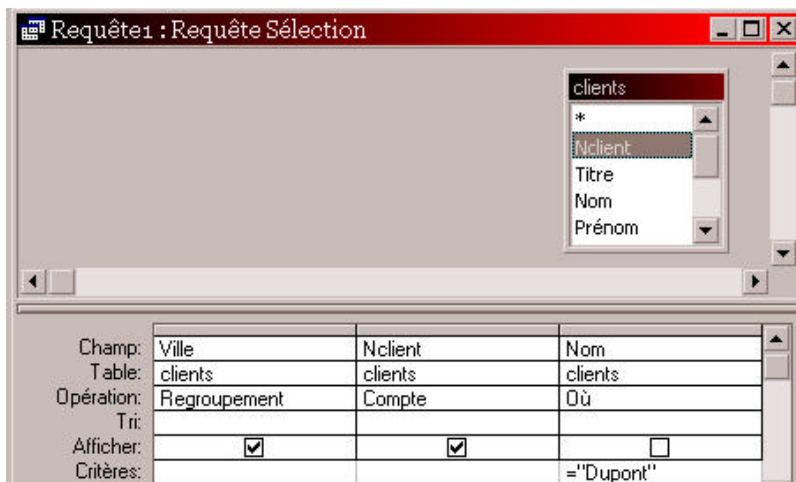 Requête1 : Requête Sélection
clients
*
Nclient
Titre
Nom
Prénom
Champ: Ville Nclient Nom
Table: clients clients clients
Opération: Regroupement Compte Où
Tri:
Afficher:
Critères: ="Dupont"